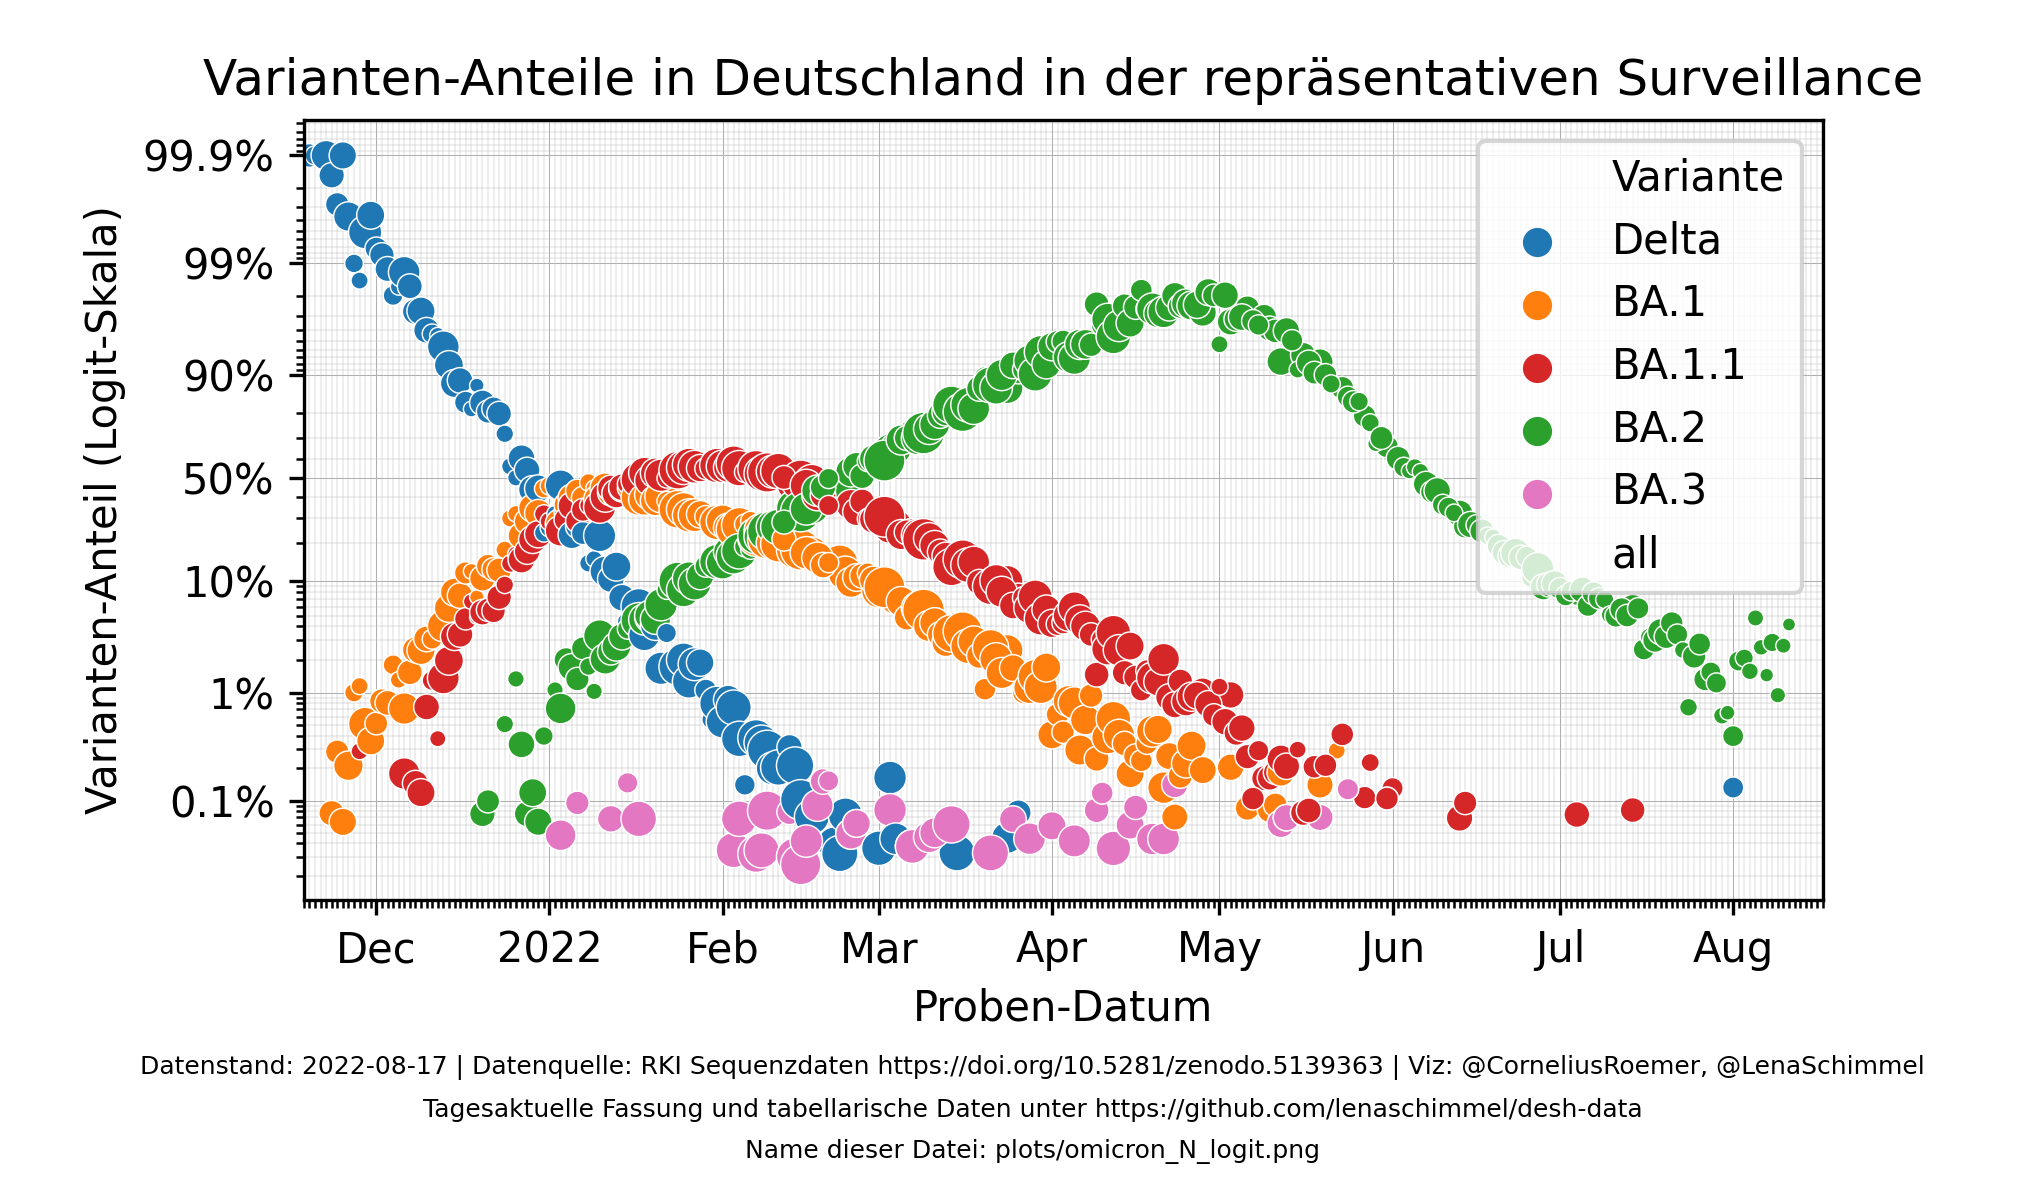 Varianten-Anteile in Deutschland in der repräsentativen Surveillance
Varianten-Anteil (Logit-Skala)
99.9%
99%
90%
50%
10%
1%
0.1%
Variante
Delta
BA.1
BA.1.1
BA.2
BA.3
all
Dec 2022 Feb Mar Apr May Jun Jul Aug
Proben-Datum
Datenstand: 2022-08-17 | Datenquelle: RKI Sequenzdaten https://doi.org/10.5281/zenodo.5139363 | Viz: @CorneliusRoemer, @LenaSchimmel
Tagesaktuelle Fassung und tabellarische Daten unter https://github.com/lenaschimmel/desh-data
Name dieser Datei: plots/omicron_N_logit.png